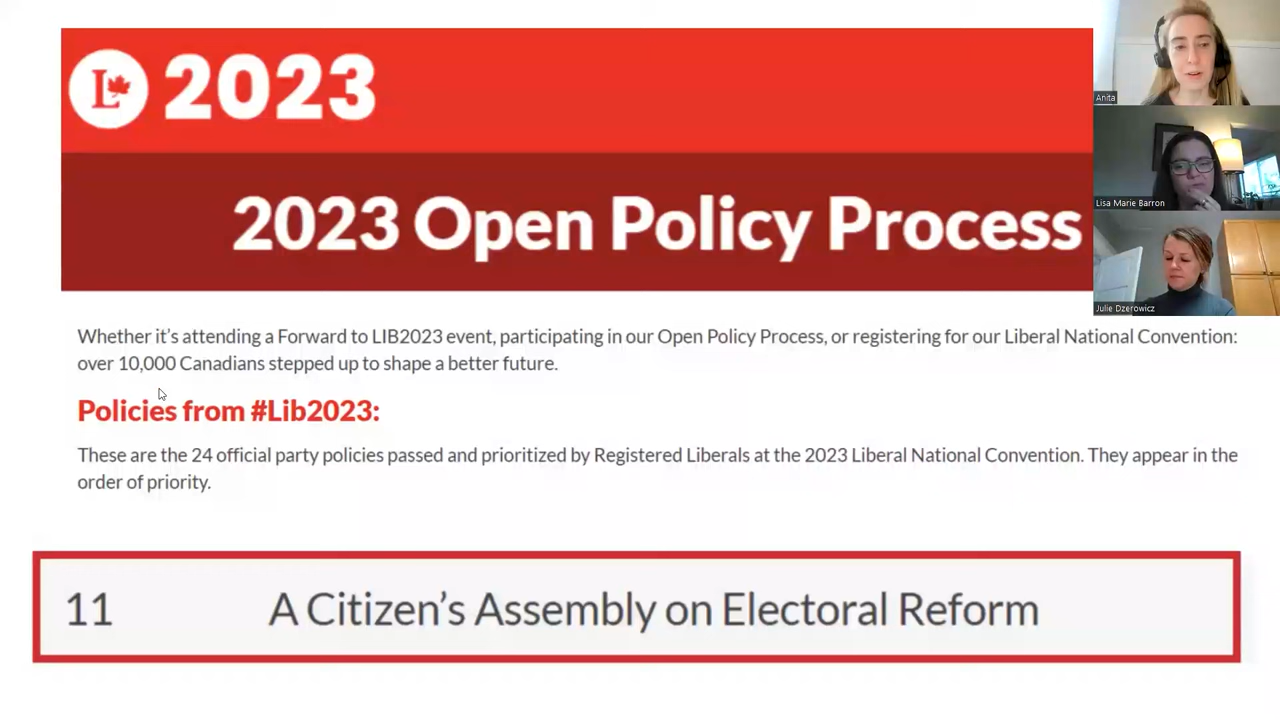 L 2023
2023 Open Policy Process
Anita
Lisa Marie Barron
Julie Dzerowicz
Whether it's attending a Forward to LIB2023 event, participating in our Open Policy Process, or registering for our Liberal National Convention:
over 10,000 Canadians stepped up to shape a better future.
Policies from #Lib2023:
These are the 24 official party policies passed and prioritized by Registered Liberals at the 2023 Liberal National Convention. They appear in the
order of priority.
11 A Citizen's Assembly on Electoral Reform